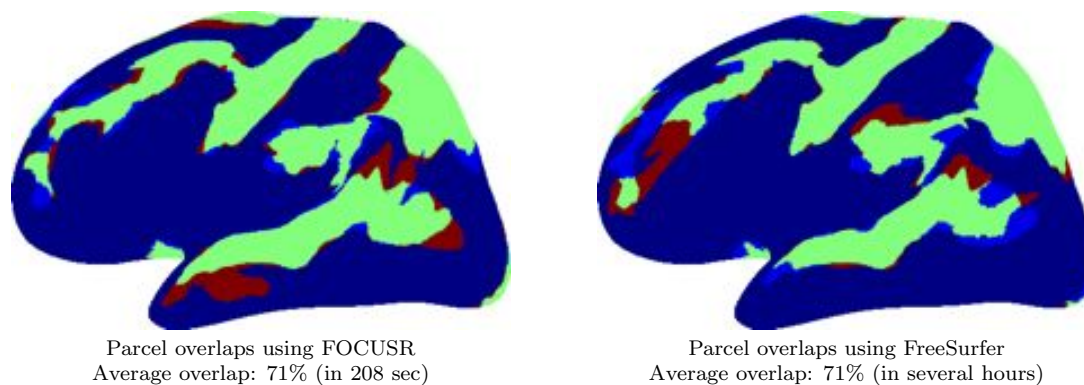 Parcel overlaps using FOCUSR
Average overlap: 71% (in 208 sec)
Parcel overlaps using FreeSurfer
Average overlap: 71% (in several hours)